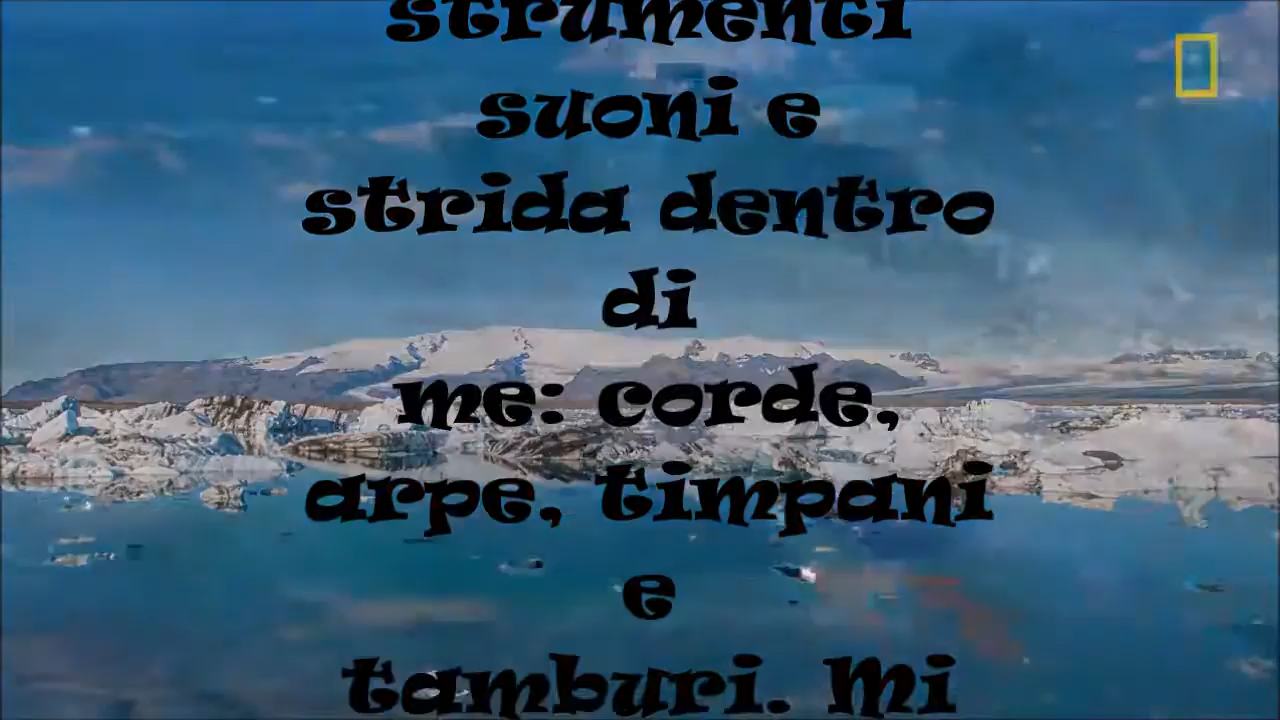 strumenti
suoni e
strida dentro
di
me: corde,
arpe, timpani
e
tamburi. Mi